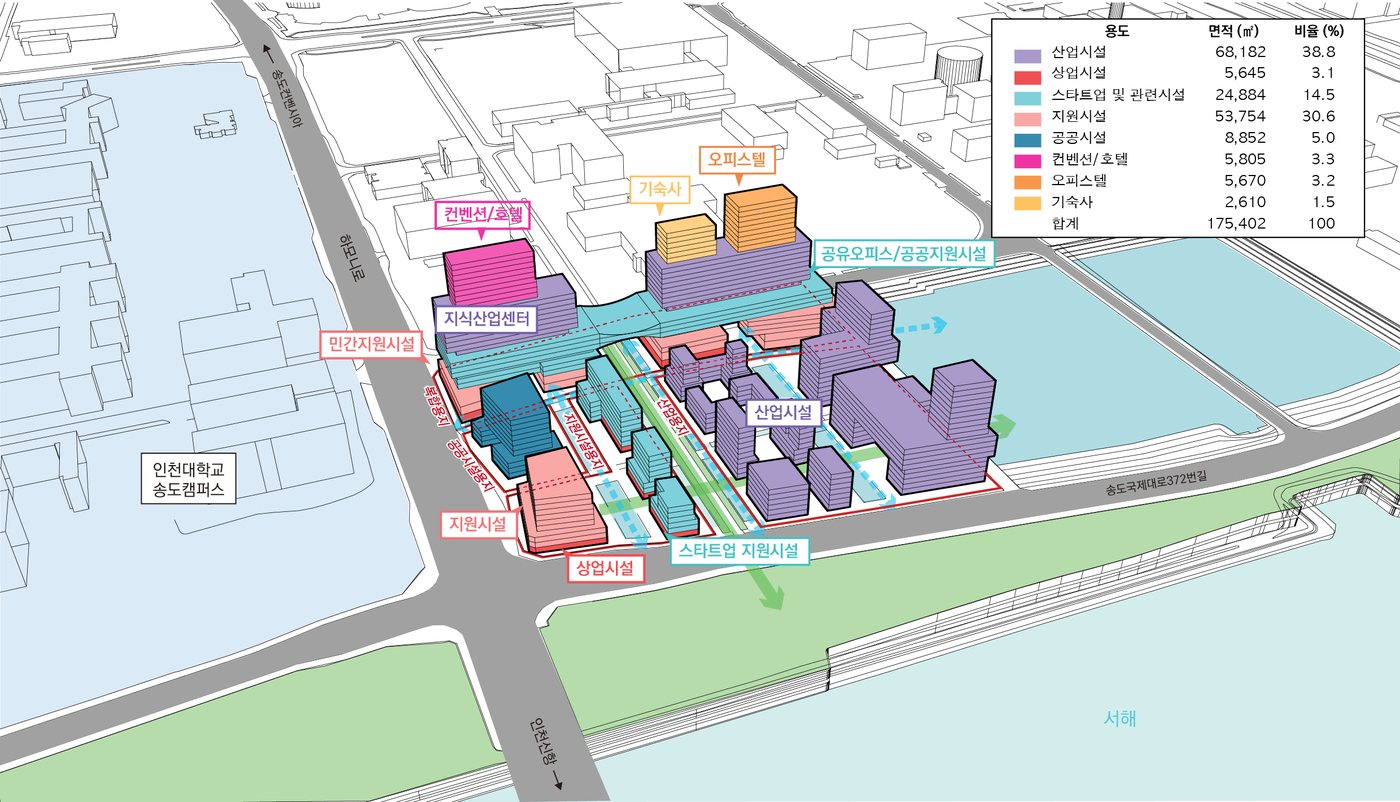 용도 면적 (㎡) 비율 (%)
산업시설 68,182 38.8
상업시설 5,645 3.1
스타트업 및 관련시설 24,884 14.5
지원시설 53,754 30.6
공공시설 8,852 5.0
컨벤션/호텔 5,805 3.3
오피스텔 5,670 3.2
기숙사 2,610 1.5
합계 175,402 100
송도컨벤시아
하모니로
오피스텔
기숙사
컨벤션/호텔
공유오피스/공공지원시설
지식산업센터
민간지원시설
복합용지
공공시설용지
지원시설용지
산업용지
산업시설
인천대학교
송도캠퍼스
지원시설
상업시설
스타트업 지원시설
송도국제대로372번길
인천신항
서해